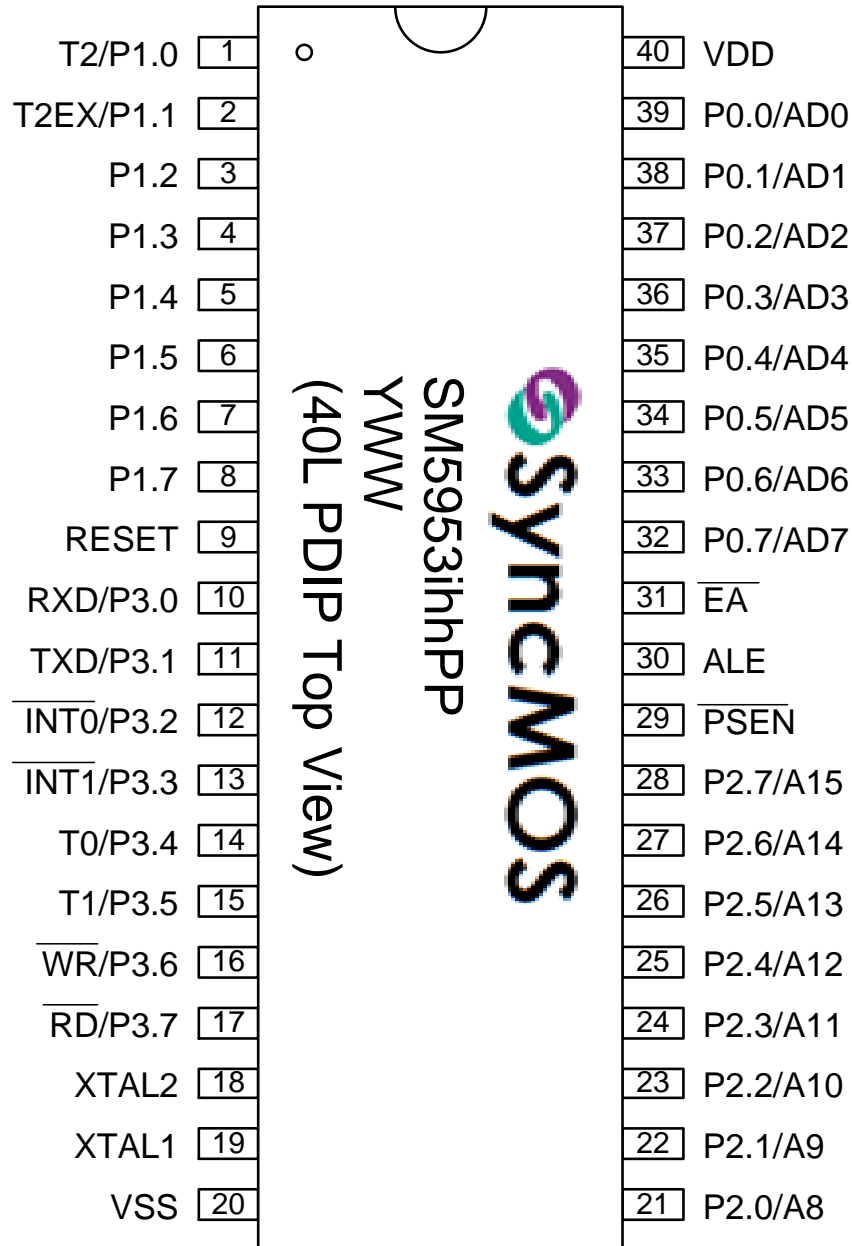 T2/P1.0 1
T2EX/P1.1 2
P1.2 3
P1.3 4
P1.4 5
P1.5 6
P1.6 7
P1.7 8
RESET 9
RXD/P3.0 10
TXD/P3.1 11
I̅N̅T̅0̅/P3.2 12
I̅N̅T̅1̅/P3.3 13
T0/P3.4 14
T1/P3.5 15
W̅R̅/P3.6 16
R̅D̅/P3.7 17
XTAL2 18
XTAL1 19
VSS 20
SyncMOS
SM5953ihhPP
YWW
(40L PDIP Top View)
40 VDD
39 P0.0/AD0
38 P0.1/AD1
37 P0.2/AD2
36 P0.3/AD3
35 P0.4/AD4
34 P0.5/AD5
33 P0.6/AD6
32 P0.7/AD7
31 E̅A̅
30 ALE
29 P̅S̅E̅N̅
28 P2.7/A15
27 P2.6/A14
26 P2.5/A13
25 P2.4/A12
24 P2.3/A11
23 P2.2/A10
22 P2.1/A9
21 P2.0/A8